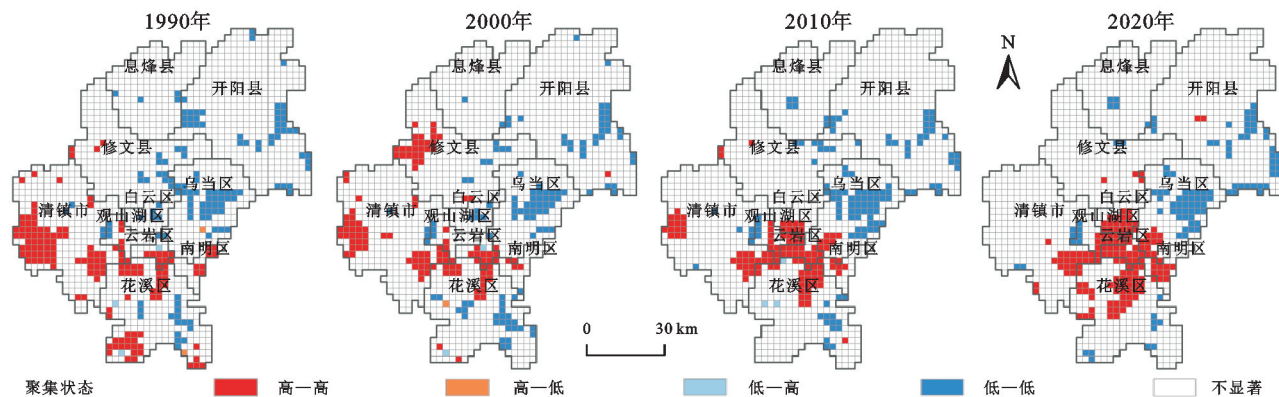 1990年
2000年
2010年
2020年
N
息烽县
开阳县
修文县
乌当区
白云区
清镇市
观山湖区
云岩区
南明区
花溪区
息烽县
开阳县
修文县
乌当区
白云区
清镇市
观山湖区
云岩区
南明区
花溪区
息烽县
开阳县
修文县
乌当区
白云区
清镇市
观山湖区
云岩区
南明区
花溪区
息烽县
开阳县
修文县
乌当区
白云区
清镇市
观山湖区
云岩区
南明区
花溪区
0 30 km
聚集状态 高—高 高—低 低—高 低—低 不显著